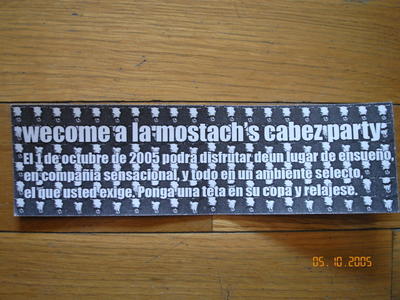 wecome a la mostach's cabez party
El 1 de octubre de 2005 podrá disfrutar de un lugar de ensueño,
en compañia sensacional, y todo en un ambiente selecto,
el que usted exige. Ponga una teta en su copa y relajese.
05.10.2005